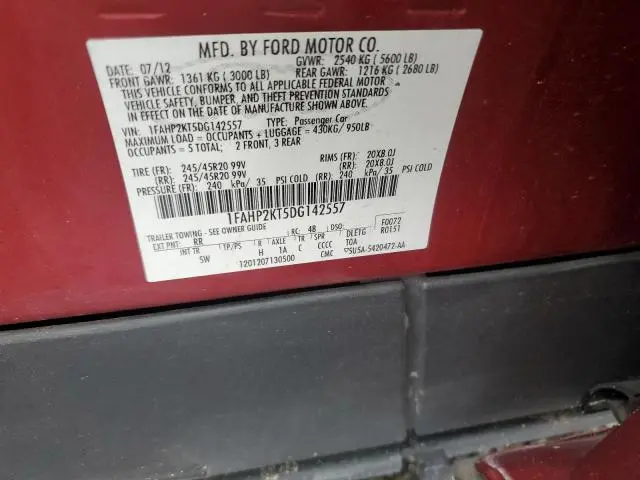 MFD. BY FORD MOTOR CO.
DATE: 07/12 GVWR: 2540 KG ( 5600 LB)
FRONT GAWR: 1361 KG ( 3000 LB) REAR GAWR: 1216 KG ( 2680 LB)
THIS VEHICLE CONFORMS TO ALL APPLICABLE FEDERAL MOTOR
VEHICLE SAFETY, BUMPER, AND THEFT PREVENTION STANDARDS
IN EFFECT ON THE DATE OF MANUFACTURE SHOWN ABOVE.
VIN: 1FAHP2KT5DG142557 TYPE: Passenger Car
MAXIMUM LOAD = OCCUPANTS + LUGGAGE = 430KG/ 950LB
OCCUPANTS = 5 TOTAL; 2 FRONT, 3 REAR
TIRE (FR): 245/45R20 99V RIMS (FR): 20X8.0J
(RR): 245/45R20 99V (RR): 20X8.0J
PRESSURE (FR): 240 kPa/ 35 PSI COLD (RR): 240 kPa/ 35 PSI COLD
1FAHP2KT5DG142557
TRAILER TOWING - SEE OWNER GUIDE
EXT PNT: RR RC: 48 DSO: F0072
R0151
INT TR TP/PS R AXLE TR SPR DLETG
SW H 1A C CCCC TOA
1201207130500 CMC 5U5A-5420472-AA